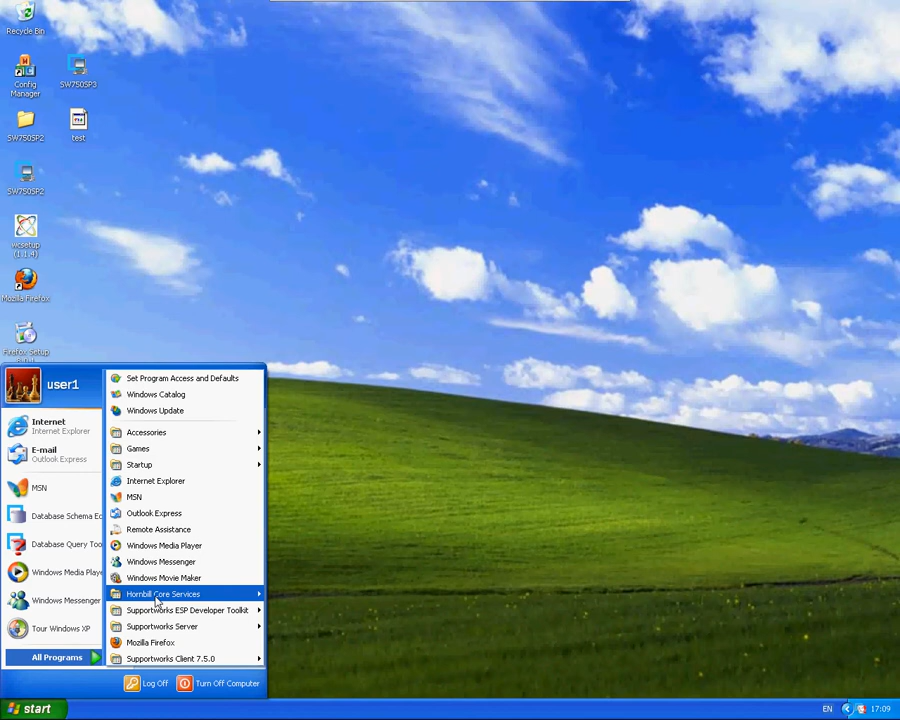 Recycle Bin
Config
Manager
SW750SP3
SW750SP2
test
SW750SP2
wcsetup
(1.1.4)
Mozilla Firefox
Firefox Setup
user1
Internet
Internet Explorer
E-mail
Outlook Express
MSN
Database Schema Ed
Database Query Too
Windows Media Playe
Windows Messenger
Tour Windows XP
All Programs
Set Program Access and Defaults
Windows Catalog
Windows Update
Accessories
Games
Startup
Internet Explorer
MSN
Outlook Express
Remote Assistance
Windows Media Player
Windows Messenger
Windows Movie Maker
Hornbill Core Services
Supportworks ESP Developer Toolkit
Supportworks Server
Mozilla Firefox
Supportworks Client 7.5.0
Log Off
Turn Off Computer
start
EN
17:09